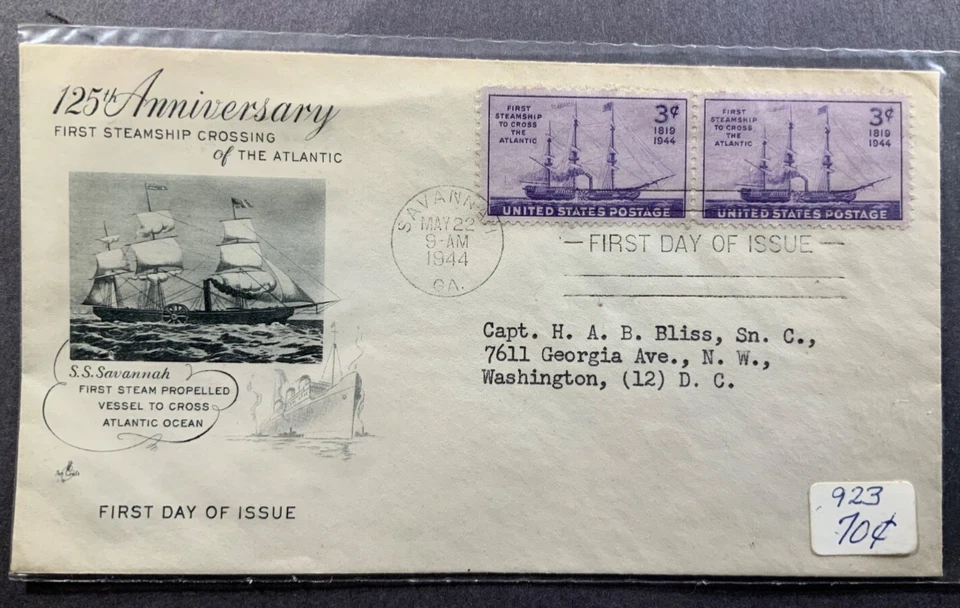 125th Anniversary
FIRST STEAMSHIP CROSSING
of THE ATLANTIC
S.S. Savannah
FIRST STEAM PROPELLED
VESSEL TO CROSS
ATLANTIC OCEAN
Art Craft
FIRST DAY OF ISSUE
FIRST
STEAMSHIP
TO CROSS
THE
ATLANTIC
3¢
1819
1944
UNITED STATES POSTAGE
FIRST
STEAMSHIP
TO CROSS
THE
ATLANTIC
3¢
1819
1944
UNITED STATES POSTAGE
SAVANNAH
MAY 22
9-AM
1944
GA.
— FIRST DAY OF ISSUE —
Capt. H. A. B. Bliss, Sn. C.,
7611 Georgia Ave., N. W.,
Washington, (12) D. C.
923
70¢